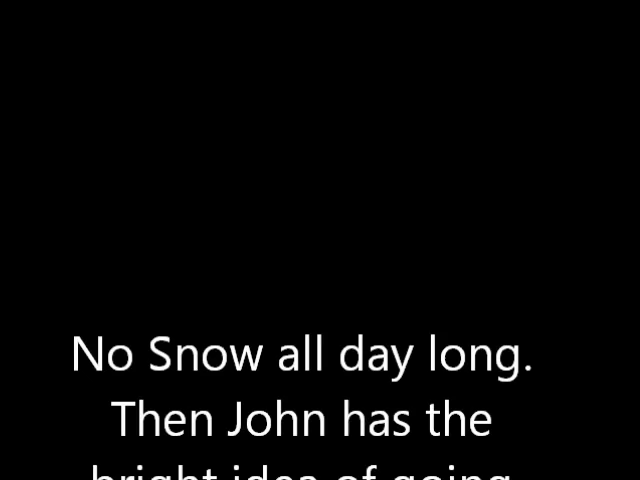 No Snow all day long.
Then John has the
bright idea of going